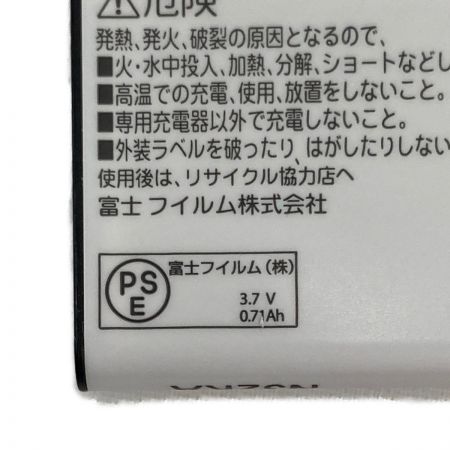 危険
発熱、発火、破裂の原因となるので、
■火・水中投入、加熱、分解、ショートなどし
■高温での充電、使用、放置をしないこと。
■専用充電器以外で充電しないこと。
■外装ラベルを破ったり、はがしたりしない
使用後は、リサイクル協力店へ
富士フイルム株式会社
PS
E
富士フイルム(株)
3.7 V
0.71Ah